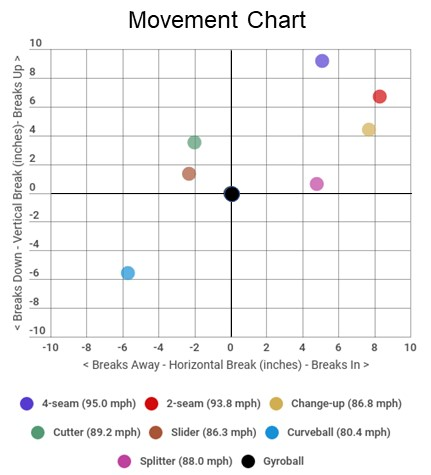 Movement Chart
< Breaks Down - Vertical Break (inches)- Breaks Up >
10
8
6
4
2
0
-2
-4
-6
-8
-10
-10 -8 -6 -4 -2 0 2 4 6 8 10
< Breaks Away - Horizontal Break (inches) - Breaks In >
4-seam (95.0 mph) 2-seam (93.8 mph) Change-up (86.8 mph)
Cutter (89.2 mph) Slider (86.3 mph) Curveball (80.4 mph)
Splitter (88.0 mph) Gyroball